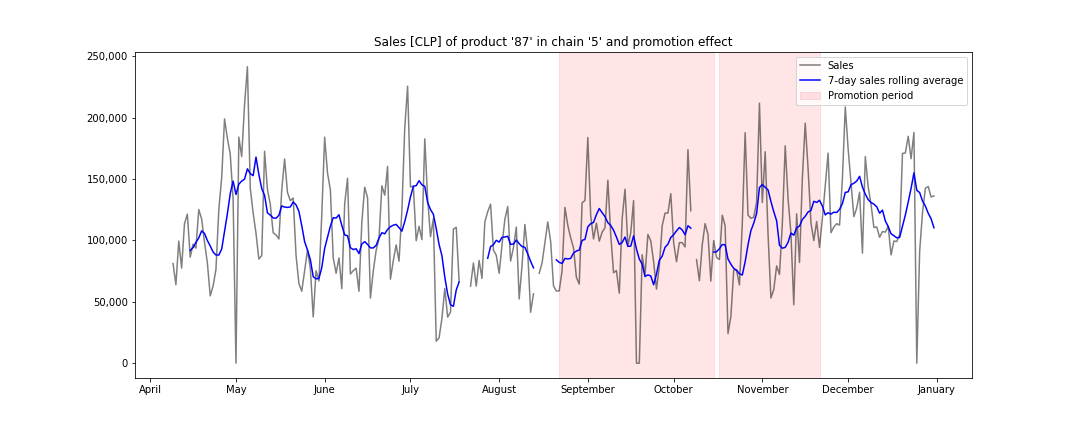 Sales [CLP] of product '87' in chain '5' and promotion effect
250,000
200,000
150,000
100,000
50,000
0
Sales
7-day sales rolling average
Promotion period
April May June July August September October November December January